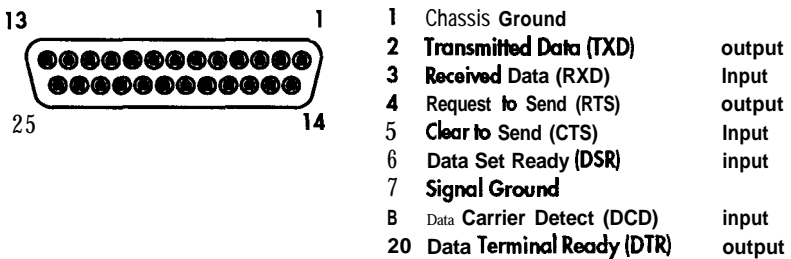 13 1
25 14
1 Chassis Ground
2 Transmitted Data (TXD) output
3 Received Data (RXD) Input
4 Request to Send (RTS) output
5 Clear to Send (CTS) Input
6 Data Set Ready (DSR) input
7 Signal Ground
B Data Carrier Detect (DCD) input
20 Data Terminal Ready (DTR) output